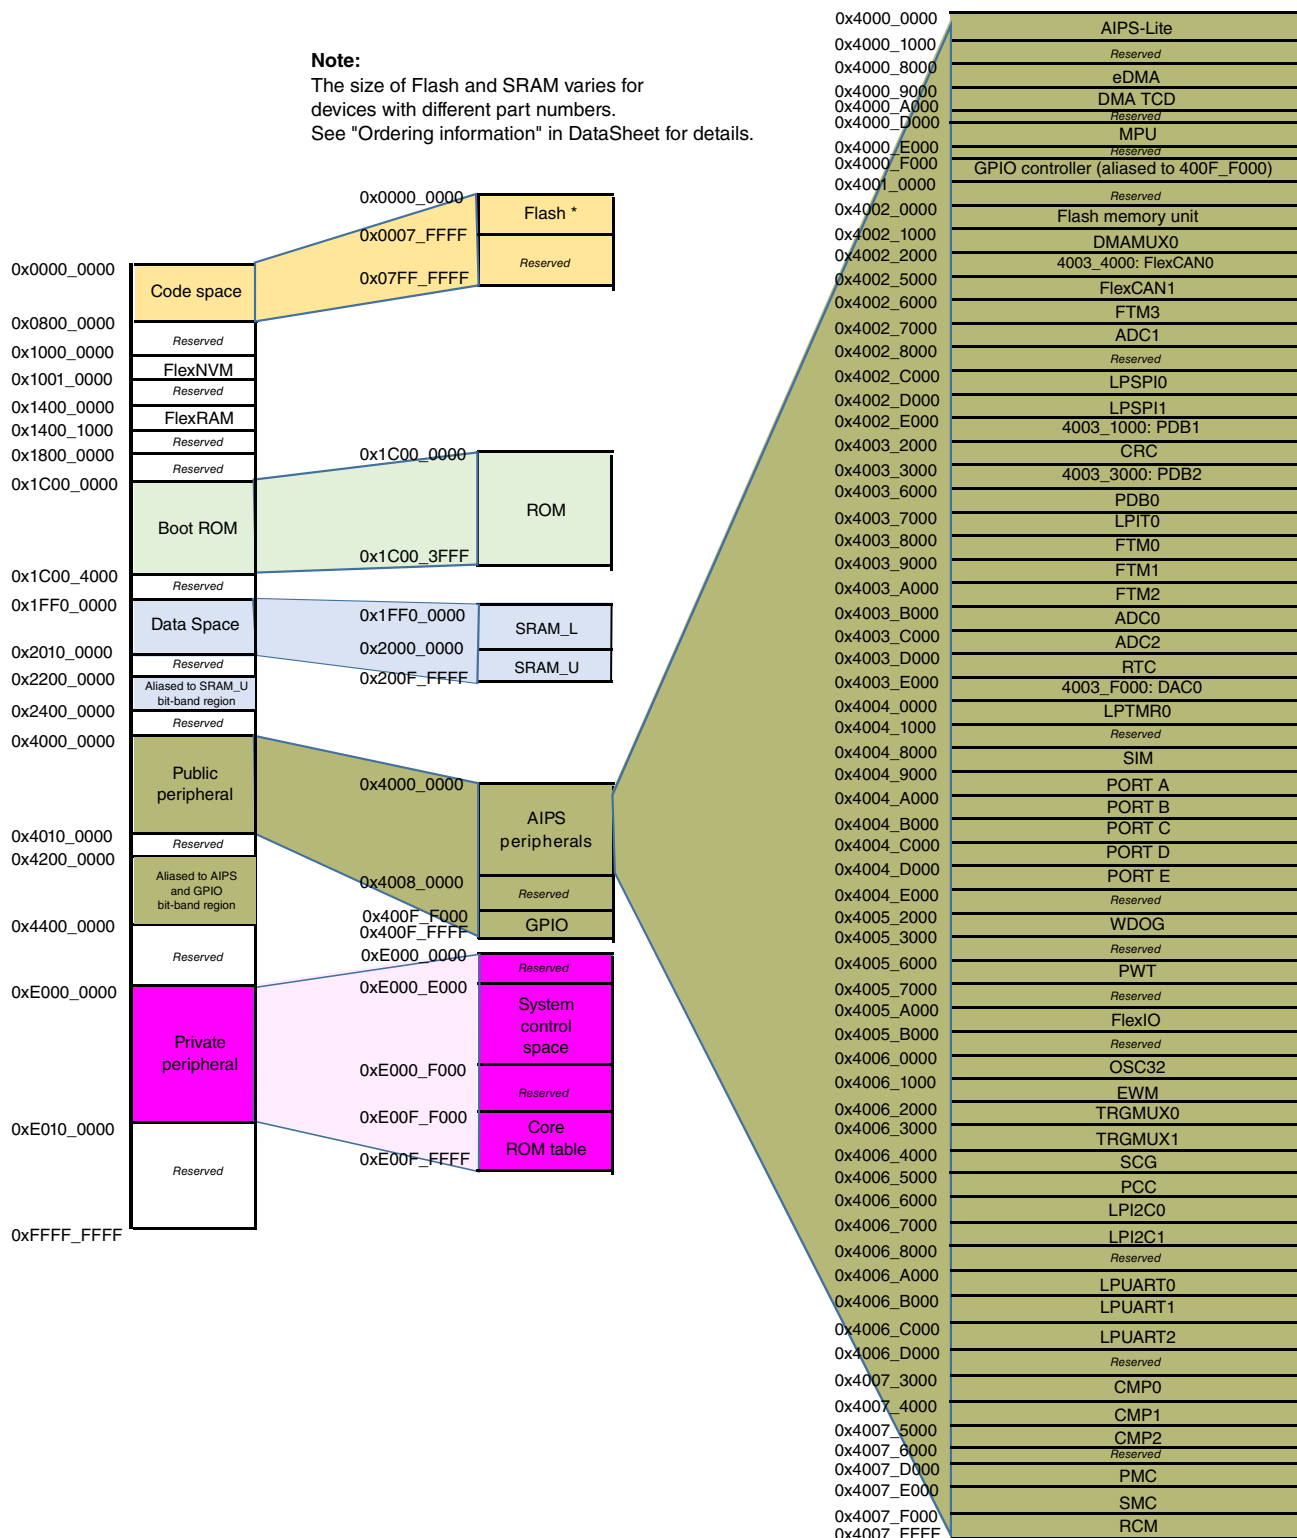 Note:
The size of Flash and SRAM varies for
devices with different part numbers.
See "Ordering information" in DataSheet for details.
0x0000_0000
Code space
0x0800_0000
Reserved
0x1000_0000
FlexNVM
0x1001_0000
Reserved
0x1400_0000
FlexRAM
0x1400_1000
Reserved
0x1800_0000
Reserved
0x1C00_0000
Boot ROM
0x1C00_4000
Reserved
0x1FF0_0000
Data Space
0x2010_0000
Reserved
0x2200_0000
Aliased to SRAM_U
bit-band region
0x2400_0000
Reserved
0x4000_0000
Public
peripheral
0x4010_0000
Reserved
0x4200_0000
Aliased to AIPS
and GPIO
bit-band region
0x4400_0000
Reserved
0xE000_0000
Private
peripheral
0xE010_0000
Reserved
0xFFFF_FFFF
0x0000_0000
Flash *
0x0007_FFFF
Reserved
0x07FF_FFFF
0x1C00_0000
ROM
0x1C00_3FFF
0x1FF0_0000
SRAM_L
0x2000_0000
SRAM_U
0x200F_FFFF
0x4000_0000
AIPS
peripherals
0x4008_0000
Reserved
0x400F_F000
GPIO
0x400F_FFFF
0xE000_0000
Reserved
0xE000_E000
System
control
space
0xE000_F000
Reserved
0xE00F_F000
Core
ROM table
0xE00F_FFFF
0x4000_0000
AIPS-Lite
0x4000_1000
Reserved
0x4000_8000
eDMA
0x4000_9000
DMA TCD
0x4000_A000
Reserved
0x4000_D000
MPU
0x4000_E000
Reserved
0x4000_F000
GPIO controller (aliased to 400F_F000)
0x4001_0000
Reserved
0x4002_0000
Flash memory unit
0x4002_1000
DMAMUX0
0x4002_2000
4003_4000: FlexCAN0
0x4002_5000
FlexCAN1
0x4002_6000
FTM3
0x4002_7000
ADC1
0x4002_8000
Reserved
0x4002_C000
LPSPI0
0x4002_D000
LPSPI1
0x4002_E000
4003_1000: PDB1
0x4003_2000
CRC
0x4003_3000
4003_3000: PDB2
0x4003_6000
PDB0
0x4003_7000
LPIT0
0x4003_8000
FTM0
0x4003_9000
FTM1
0x4003_A000
FTM2
0x4003_B000
ADC0
0x4003_C000
ADC2
0x4003_D000
RTC
0x4003_E000
4003_F000: DAC0
0x4004_0000
LPTMR0
0x4004_1000
Reserved
0x4004_8000
SIM
0x4004_9000
PORT A
0x4004_A000
PORT B
0x4004_B000
PORT C
0x4004_C000
PORT D
0x4004_D000
PORT E
0x4004_E000
Reserved
0x4005_2000
WDOG
0x4005_3000
Reserved
0x4005_6000
PWT
0x4005_7000
Reserved
0x4005_A000
FlexIO
0x4005_B000
Reserved
0x4006_0000
OSC32
0x4006_1000
EWM
0x4006_2000
TRGMUX0
0x4006_3000
TRGMUX1
0x4006_4000
SCG
0x4006_5000
PCC
0x4006_6000
LPI2C0
0x4006_7000
LPI2C1
0x4006_8000
Reserved
0x4006_A000
LPUART0
0x4006_B000
LPUART1
0x4006_C000
LPUART2
0x4006_D000
Reserved
0x4007_3000
CMP0
0x4007_4000
CMP1
0x4007_5000
CMP2
0x4007_6000
Reserved
0x4007_D000
PMC
0x4007_E000
SMC
0x4007_F000
RCM
0x4007_FFFF